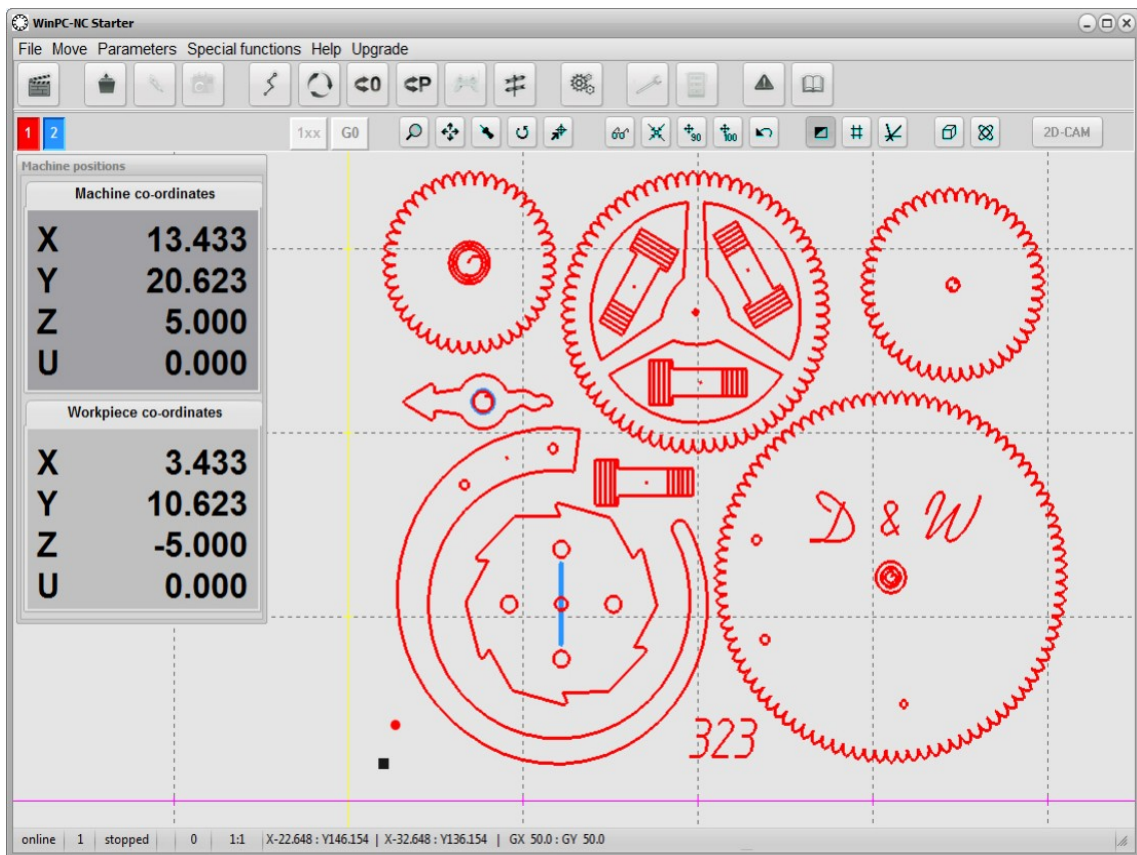 WinPC-NC Starter
File Move Parameters Special functions Help Upgrade
0 P
1 2 1xx G0 90 100 2D-CAM
Machine positions
Machine co-ordinates
X 13.433
Y 20.623
Z 5.000
U 0.000
Workpiece co-ordinates
X 3.433
Y 10.623
Z -5.000
U 0.000
D & W
323
online 1 stopped 0 1:1 X-22.648 : Y146.154 | X-32.648 : Y136.154 | GX 50.0 : GY 50.0